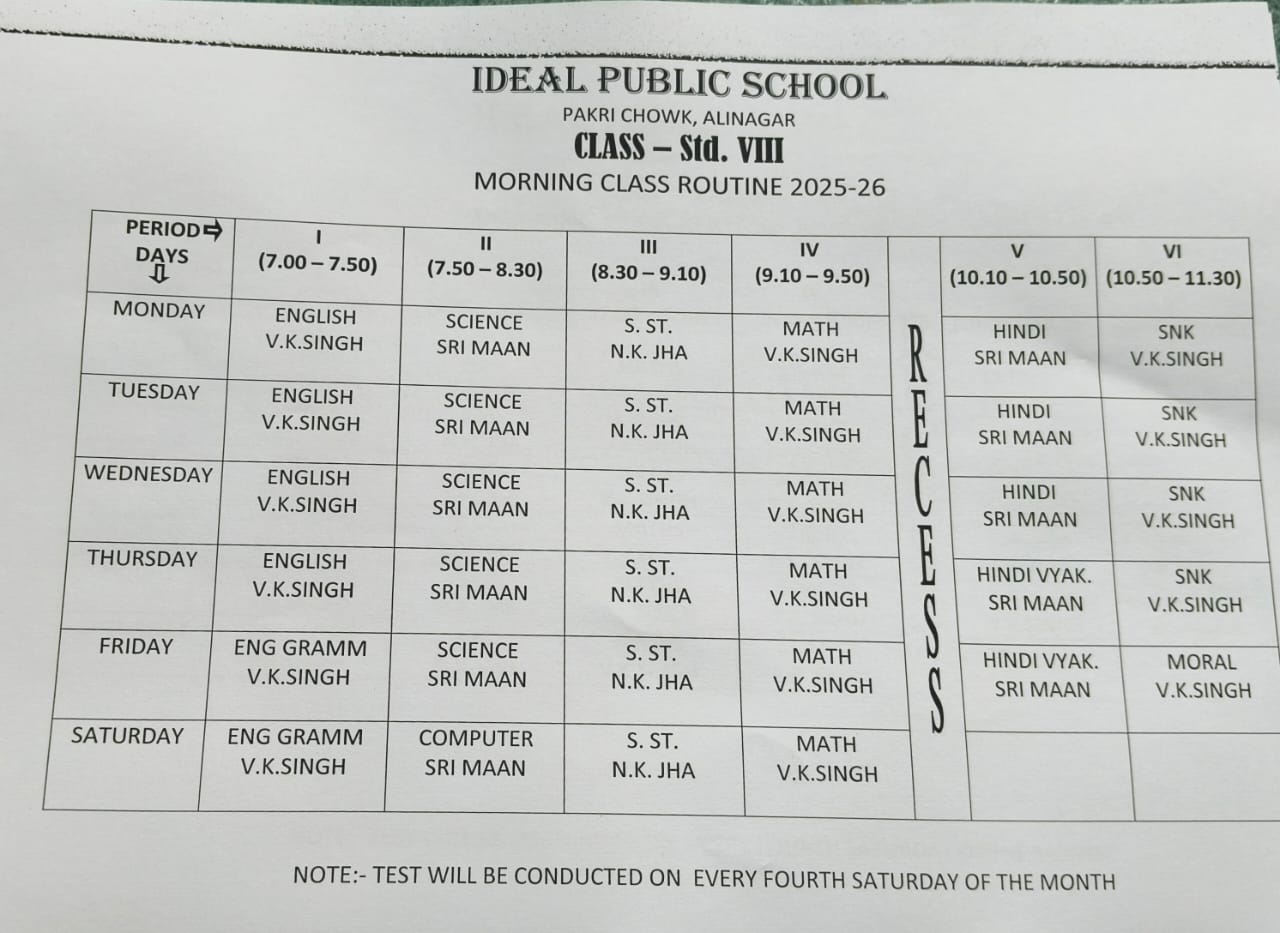 IDEAL PUBLIC SCHOOL
PAKRI CHOWK, ALINAGAR
CLASS – Std. VIII
MORNING CLASS ROUTINE 2025-26
PERIOD⇨ I II III IV V VI
DAYS (7.00 – 7.50) (7.50 – 8.30) (8.30 – 9.10) (9.10 – 9.50) (10.10 – 10.50) (10.50 – 11.30)
⇩
RECESS
MONDAY ENGLISH SCIENCE S. ST. MATH HINDI SNK
V.K.SINGH SRI MAAN N.K. JHA V.K.SINGH SRI MAAN V.K.SINGH
TUESDAY ENGLISH SCIENCE S. ST. MATH HINDI SNK
V.K.SINGH SRI MAAN N.K. JHA V.K.SINGH SRI MAAN V.K.SINGH
WEDNESDAY ENGLISH SCIENCE S. ST. MATH HINDI SNK
V.K.SINGH SRI MAAN N.K. JHA V.K.SINGH SRI MAAN V.K.SINGH
THURSDAY ENGLISH SCIENCE S. ST. MATH HINDI VYAK. SNK
V.K.SINGH SRI MAAN N.K. JHA V.K.SINGH SRI MAAN V.K.SINGH
FRIDAY ENG GRAMM SCIENCE S. ST. MATH HINDI VYAK. MORAL
V.K.SINGH SRI MAAN N.K. JHA V.K.SINGH SRI MAAN V.K.SINGH
SATURDAY ENG GRAMM COMPUTER S. ST. MATH
V.K.SINGH SRI MAAN N.K. JHA V.K.SINGH
NOTE:- TEST WILL BE CONDUCTED ON EVERY FOURTH SATURDAY OF THE MONTH